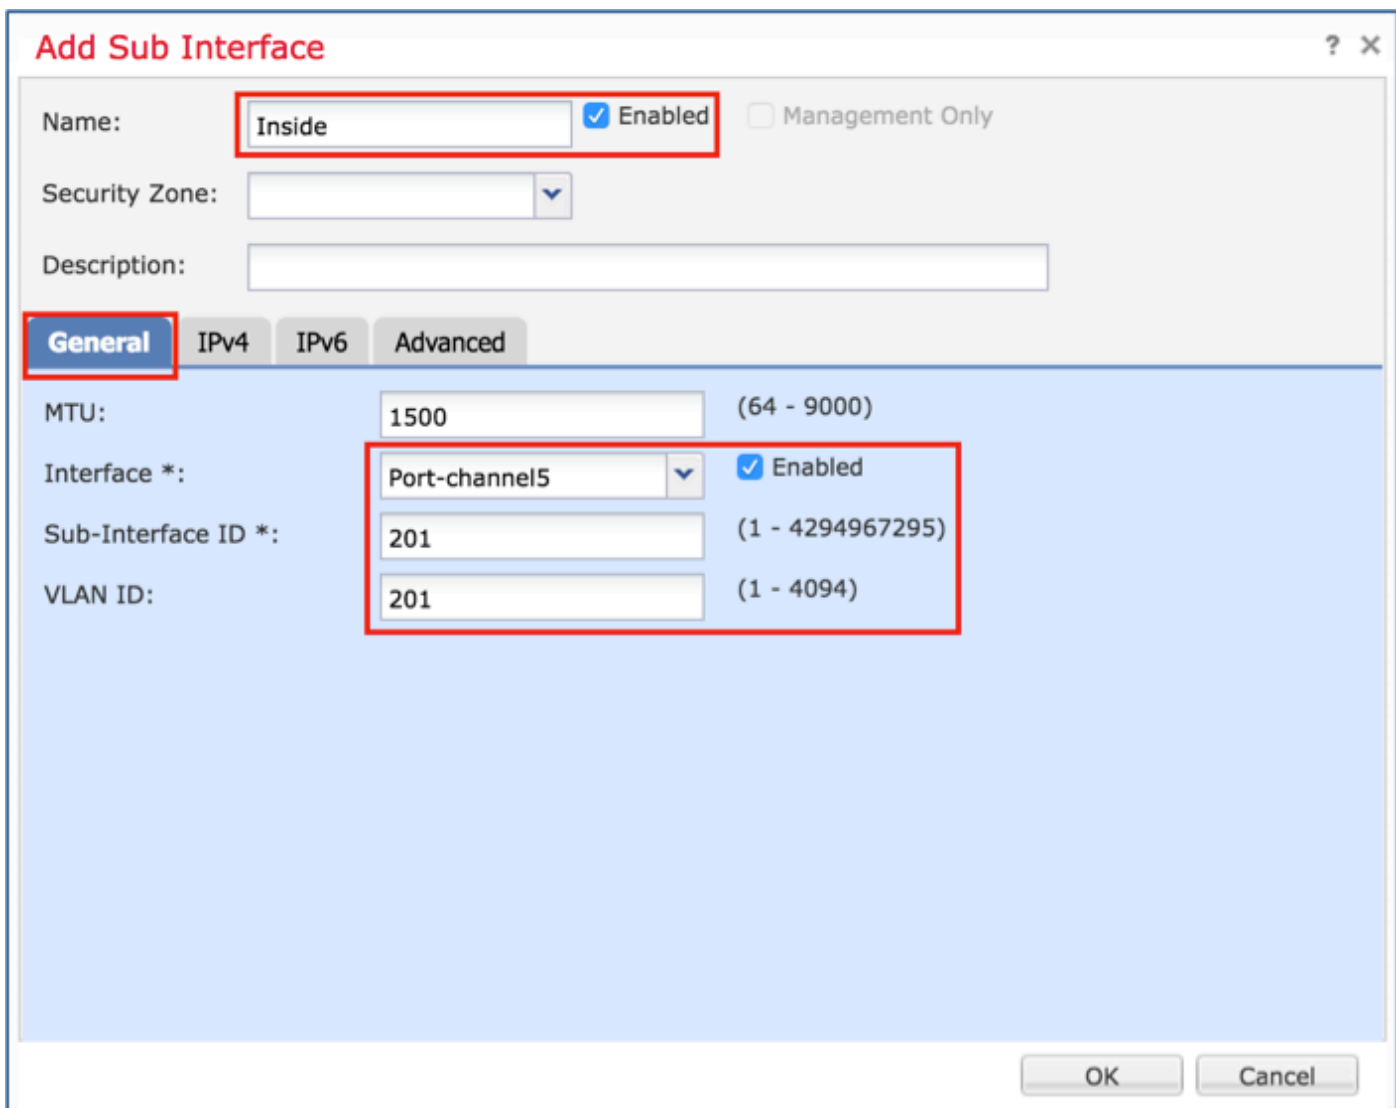 Add Sub Interface ?
Name: Inside Enabled Management Only
Security Zone:
Description:
General IPv4 IPv6 Advanced
MTU: 1500 (64 - 9000)
Interface *: Port-channel5 Enabled
Sub-Interface ID *: 201 (1 - 4294967295)
VLAN ID: 201 (1 - 4094)
OK Cancel